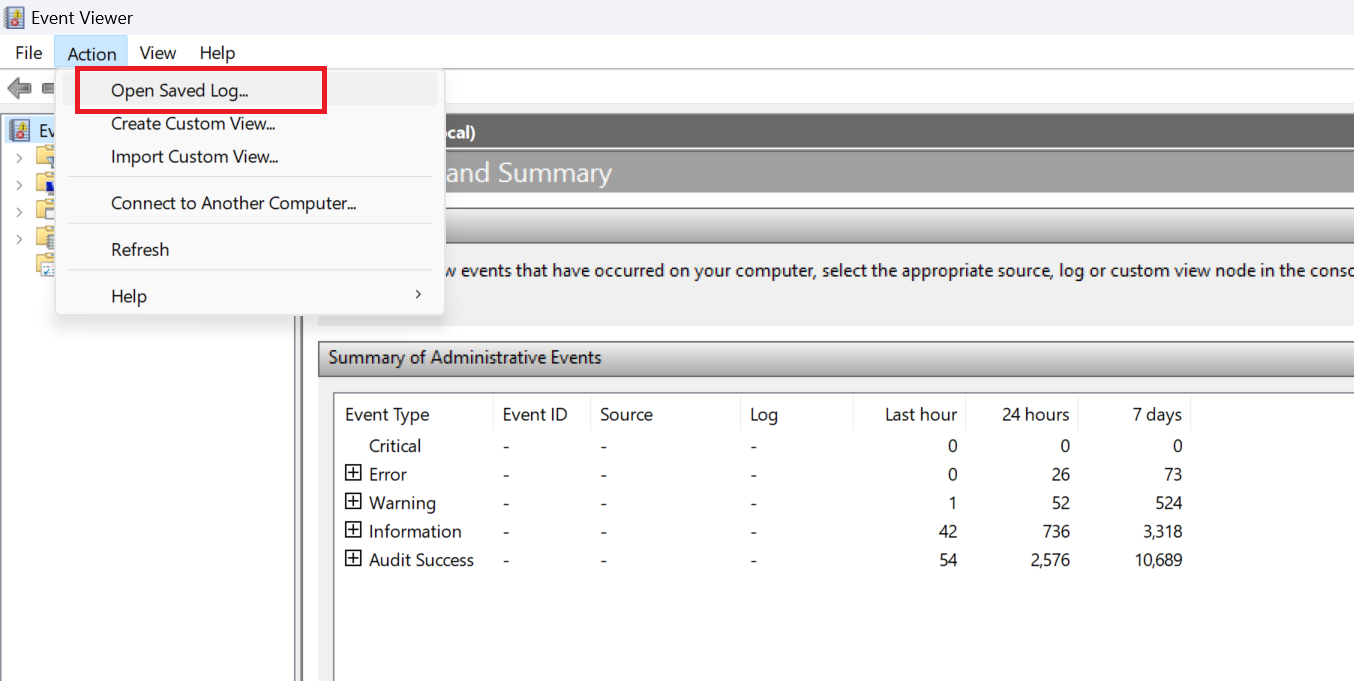 Event Viewer
File Action View Help
Open Saved Log...
Create Custom View...
Import Custom View...
Connect to Another Computer...
Refresh
Help
and Summary
events that have occurred on your computer, select the appropriate source, log or custom view node in the
Summary of Administrative Events
Event Type Event ID Source Log Last hour 24 hours 7 days
Critical - - - 0 0 0
Error - - - 0 26 73
Warning - - - 1 52 524
Information - - - 42 736 3,318
Audit Success - - - 54 2,576 10,689